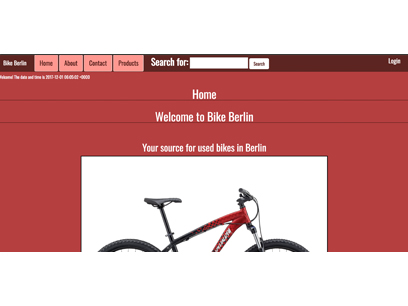 Bike Berlin Home About Contact Products Search for: Search Login
Welcome! The date and time is 2017-12-01 06:05:02 +0000
Home
Welcome to Bike Berlin
Your source for used bikes in Berlin
SPECIALIZED